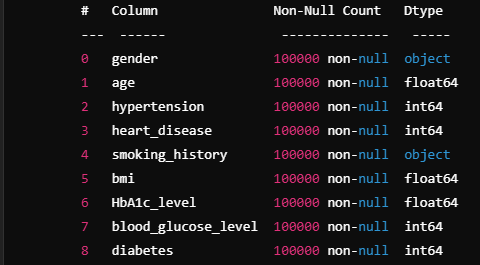 #   Column               Non-Null Count   Dtype
---  ------               --------------   -----
0   gender               100000 non-null  object
1   age                  100000 non-null  float64
2   hypertension         100000 non-null  int64
3   heart_disease        100000 non-null  int64
4   smoking_history      100000 non-null  object
5   bmi                  100000 non-null  float64
6   HbA1c_level          100000 non-null  float64
7   blood_glucose_level  100000 non-null  int64
8   diabetes             100000 non-null  int64